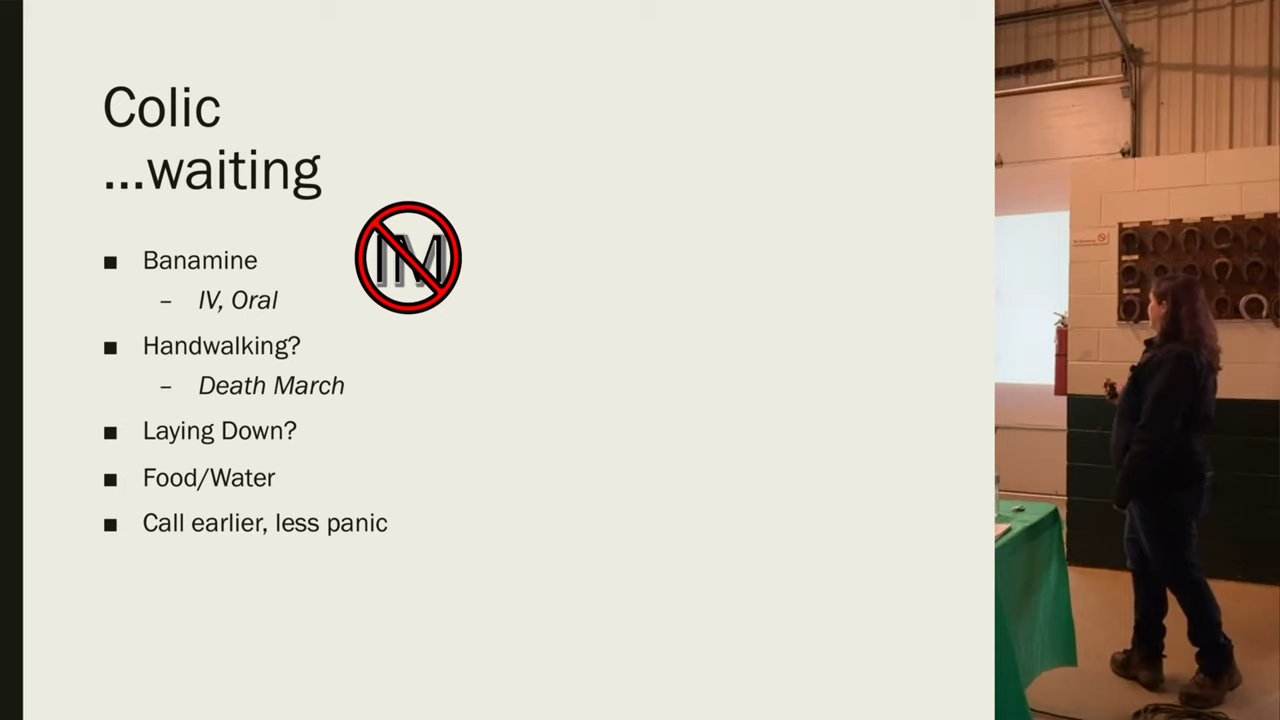 Colic
...waiting
■ Banamine
– IV, Oral
IM
■ Handwalking?
– Death March
■ Laying Down?
■ Food/Water
■ Call earlier, less panic